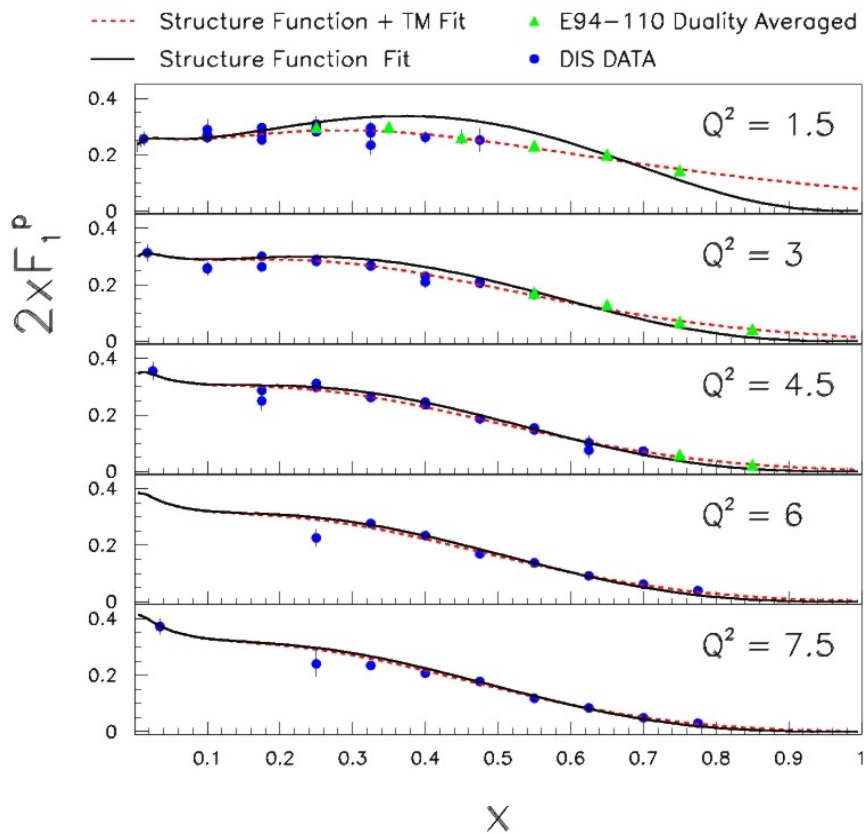 Structure Function + TM Fit
E94-110 Duality Averaged
Structure Function Fit
DIS DATA
0.4
0.2
0
Q² = 1.5
0.4
0.2
0
Q² = 3
0.4
0.2
0
Q² = 4.5
0.4
0.2
0
Q² = 6
0.4
0.2
0
Q² = 7.5
2xF₁ᵖ
0.1 0.2 0.3 0.4 0.5 0.6 0.7 0.8 0.9 1
x